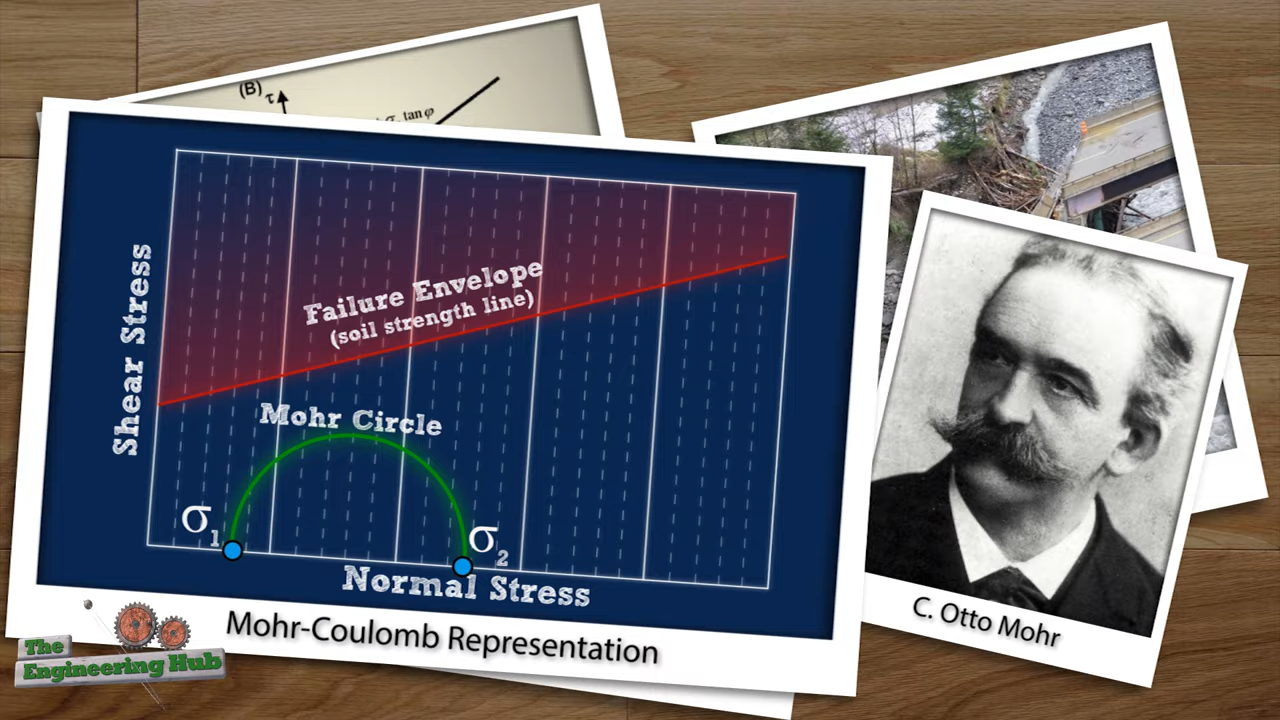 (B)
τ
σ tan φ
Shear Stress
Failure Envelope
(soil strength line)
Mohr Circle
σ1
σ2
Normal Stress
Mohr-Coulomb Representation
C. Otto Mohr
The
Engineering Hub